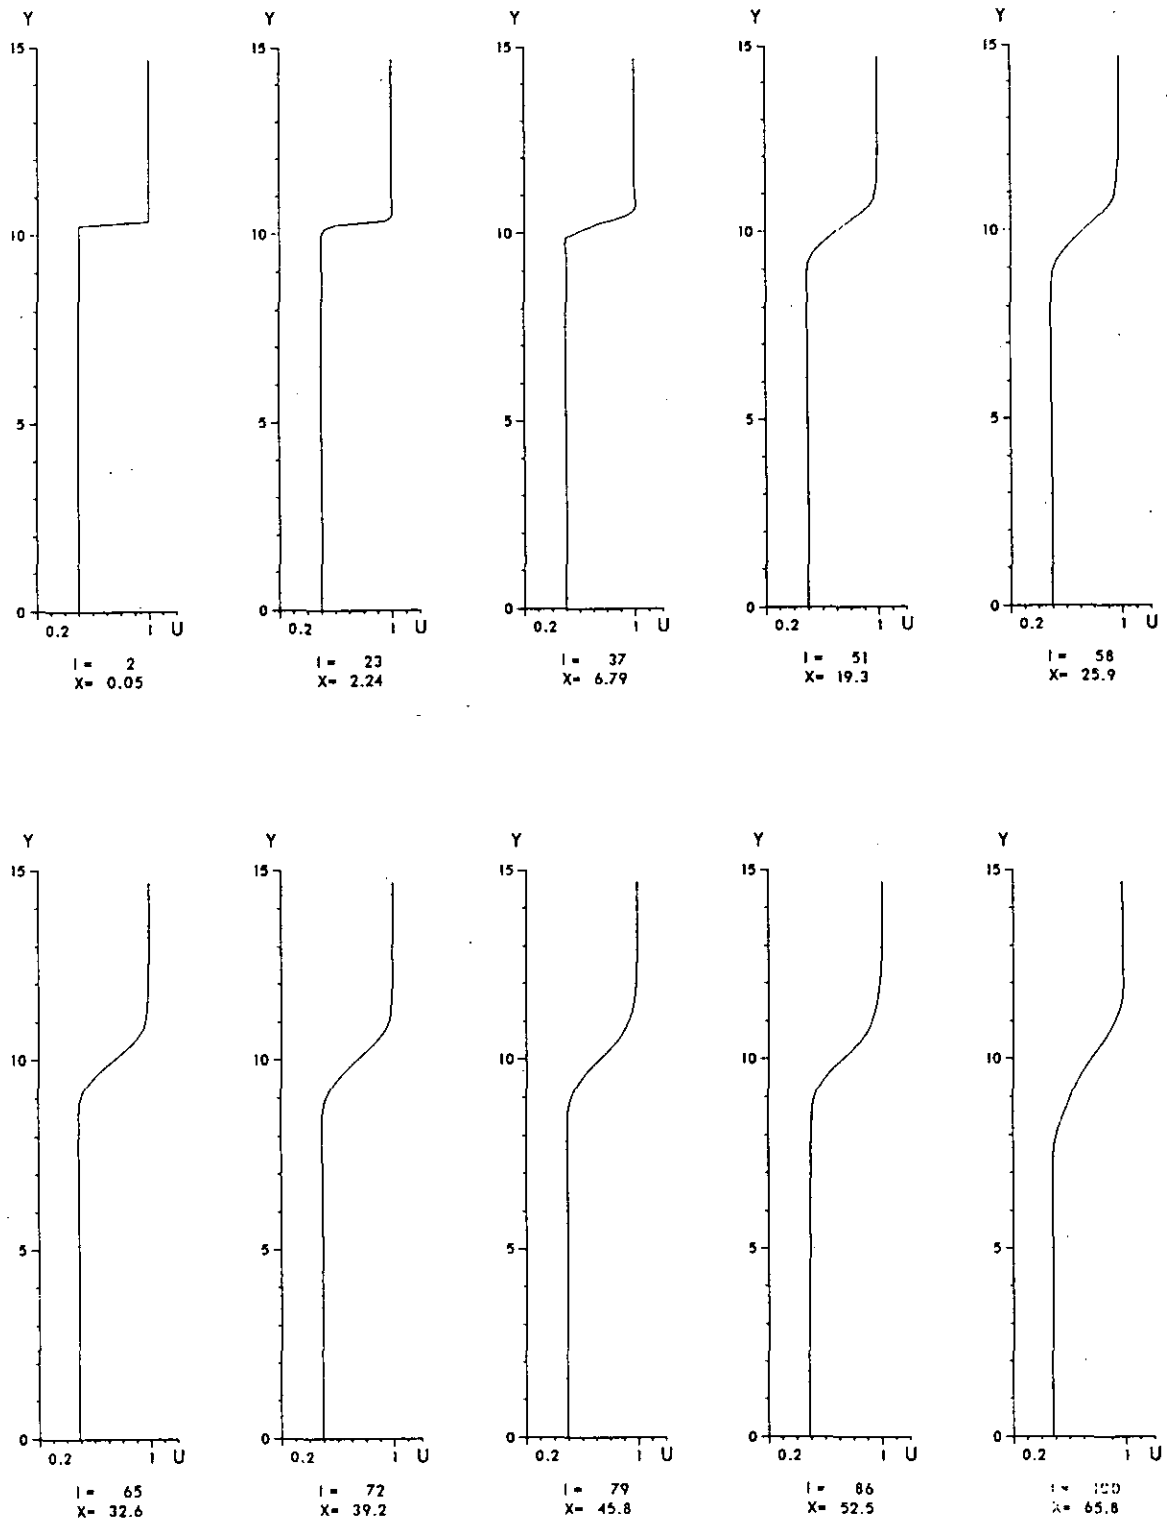 Y Y Y Y Y
15 15 15 15 15
10 10 10 10 10
5 5 5 5 5
0 0 0 0 0
0.2 1 U 0.2 1 U 0.2 1 U 0.2 1 U 0.2 1 U
I = 2 I = 23 I = 37 I = 51 I = 58
X= 0.05 X= 2.24 X= 6.79 X= 19.3 X= 25.9
Y Y Y Y Y
15 15 15 15 15
10 10 10 10 10
5 5 5 5 5
0 0 0 0 0
0.2 1 U 0.2 1 U 0.2 1 U 0.2 1 U 0.2 1 U
I = 65 I = 72 I = 79 I = 86 I = 100
X= 32.6 X= 39.2 X= 45.8 X= 52.5 X= 65.8